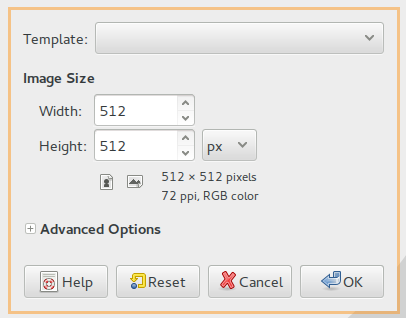 Template:
Image Size
Width: 512
Height: 512 px
512 × 512 pixels
72 ppi, RGB color
Advanced Options
Help Reset Cancel OK